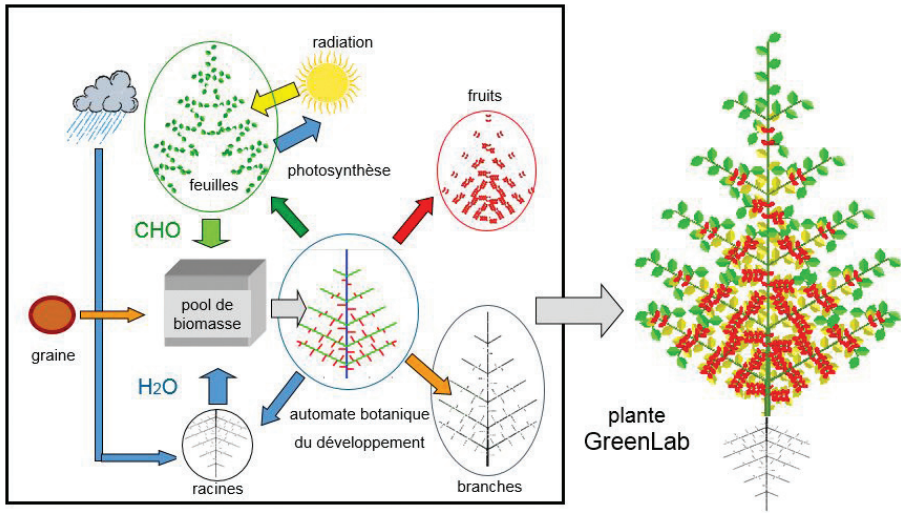 radiation
fruits
feuilles
photosynthèse
CHO
pool de
biomasse
graine
H2O
automate botanique
du développement
racines
branches
plante
GreenLab